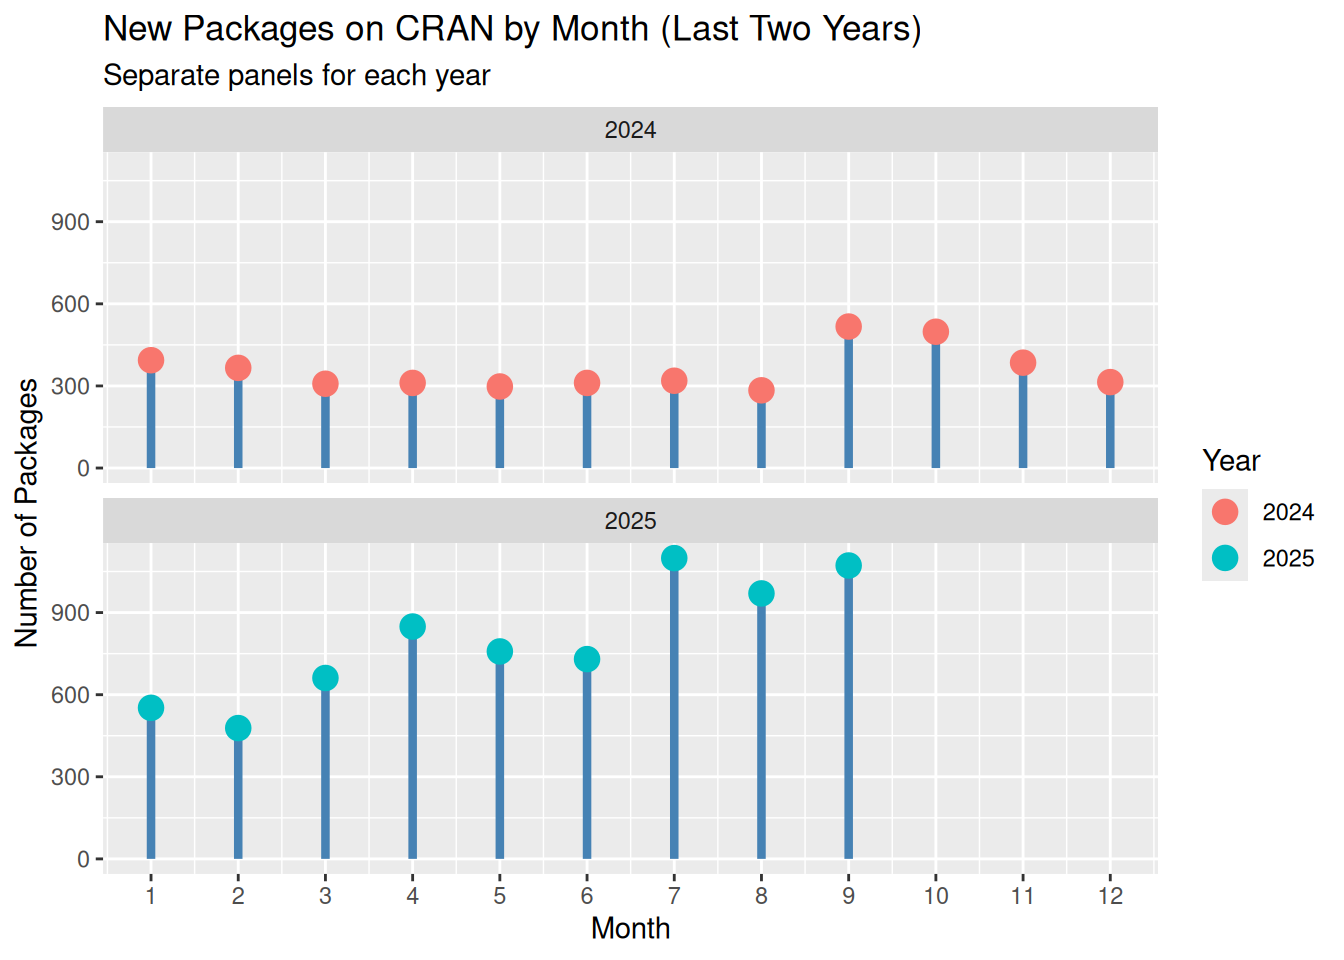 New Packages on CRAN by Month (Last Two Years)
Separate panels for each year
2024
900
600
300
0
2025
900
600
300
0
1 2 3 4 5 6 7 8 9 10 11 12
Month
Number of Packages
Year
2024
2025